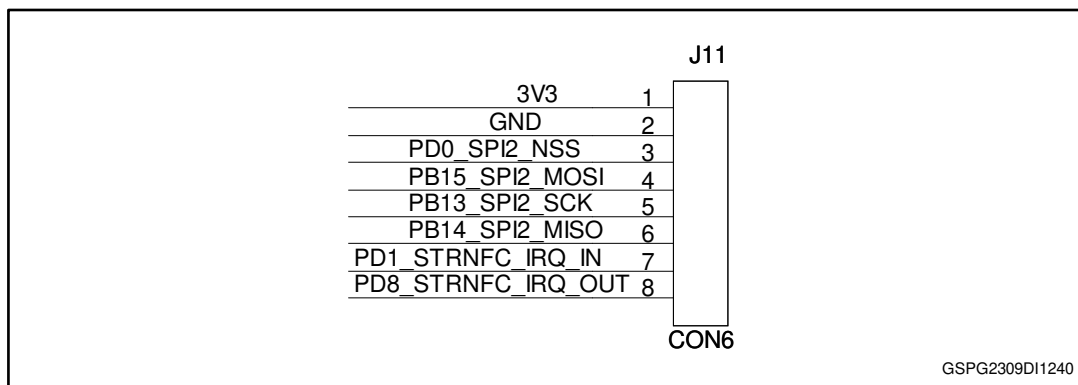 J11
3V3 1
GND 2
PD0_SPI2_NSS 3
PB15_SPI2_MOSI 4
PB13_SPI2_SCK 5
PB14_SPI2_MISO 6
PD1_STRNFC_IRQ_IN 7
PD8_STRNFC_IRQ_OUT 8
CON6
GSPG2309DI1240